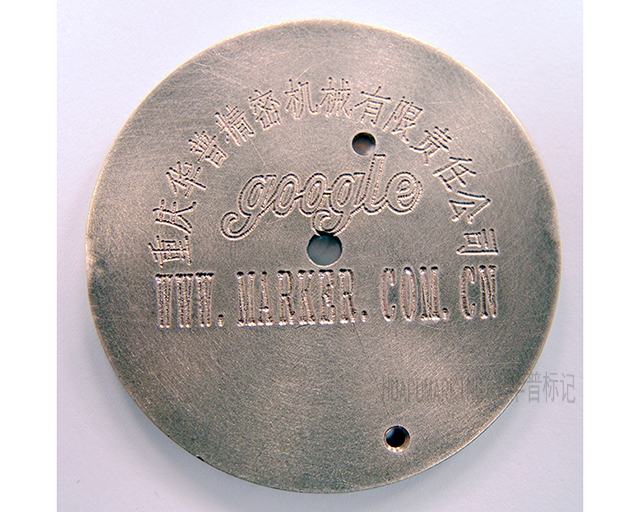 重庆华普精密机械有限责任公司
google
WWW. MARKER. COM. CN
HUAPUMARKING 华普标记